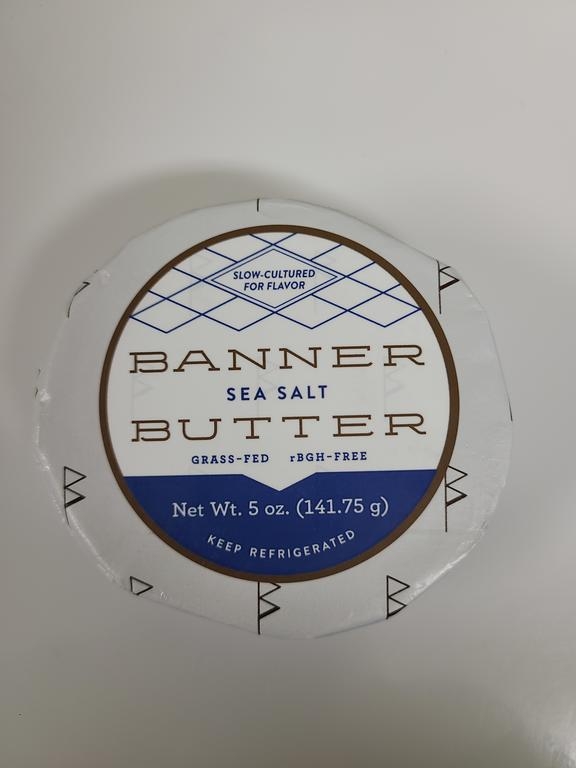 SLOW-CULTURED
FOR FLAVOR
BANNER
SEA SALT
BUTTER
GRASS-FED rBGH-FREE
Net Wt. 5 oz. (141.75 g)
KEEP REFRIGERATED